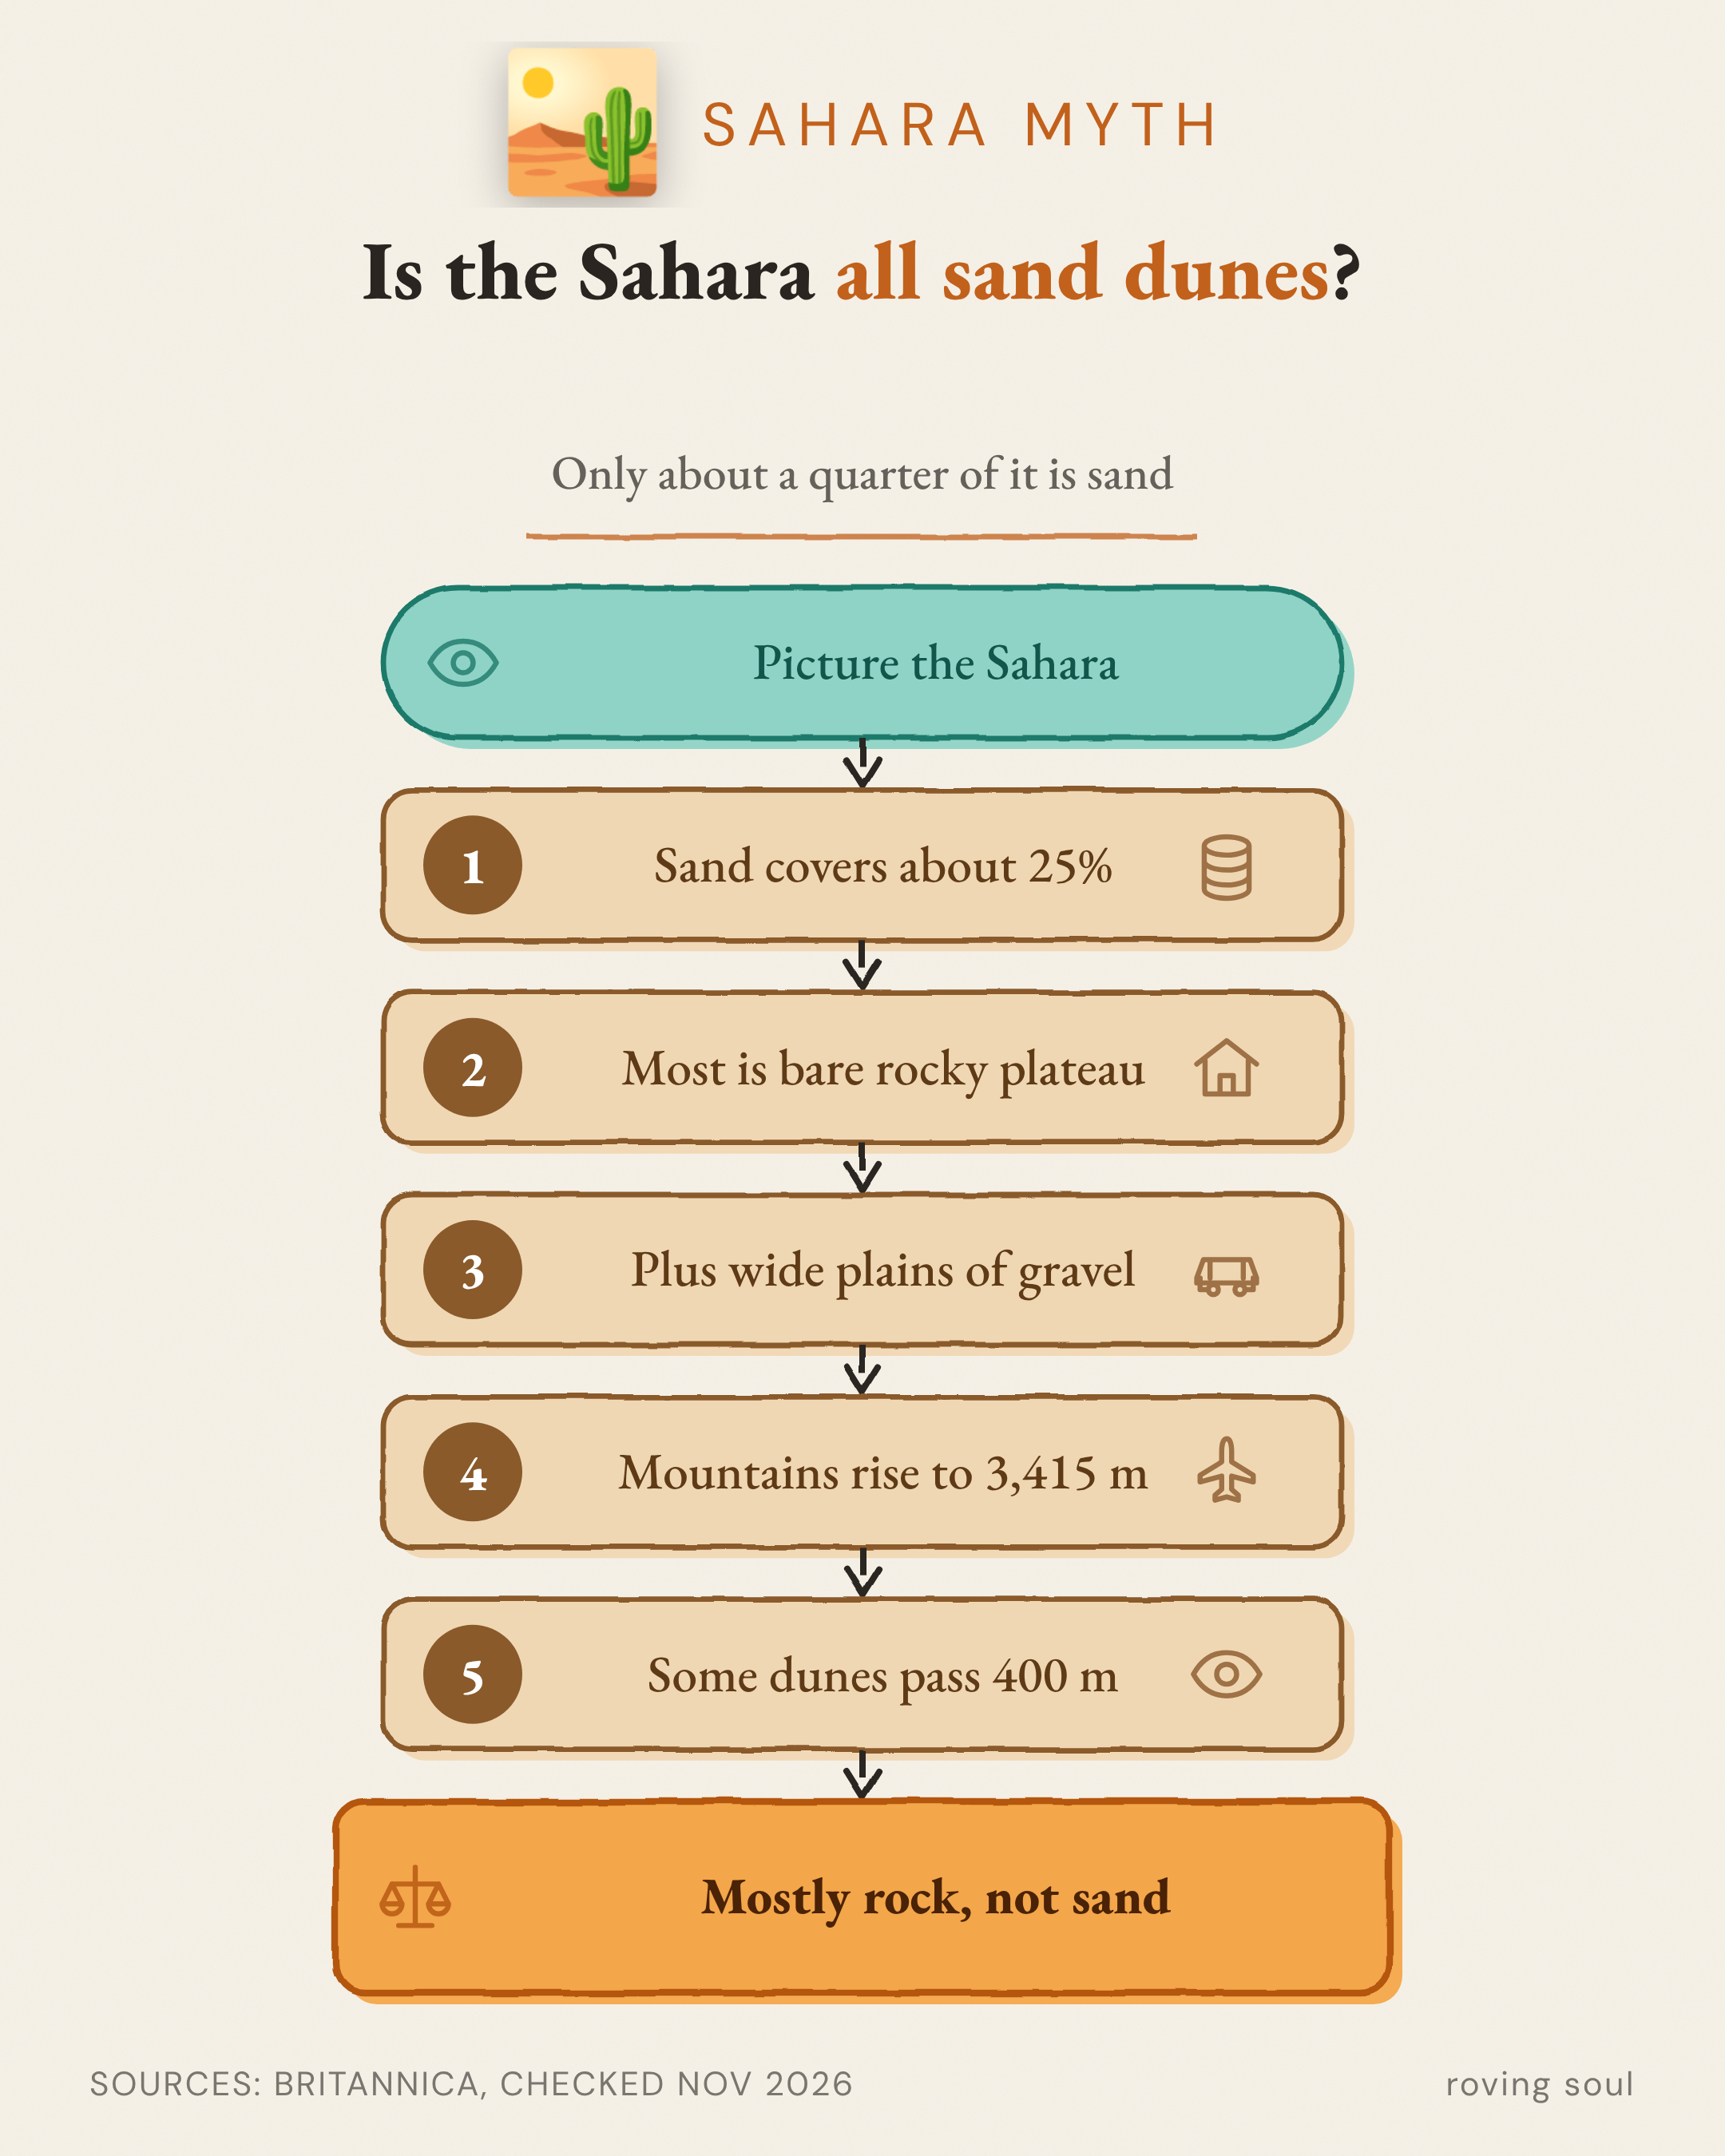 SAHARA MYTH
Is the Sahara all sand dunes?
Only about a quarter of it is sand
Picture the Sahara
1 Sand covers about 25%
2 Most is bare rocky plateau
3 Plus wide plains of gravel
4 Mountains rise to 3,415 m
5 Some dunes pass 400 m
Mostly rock, not sand
SOURCES: BRITANNICA, CHECKED NOV 2026
roving soul